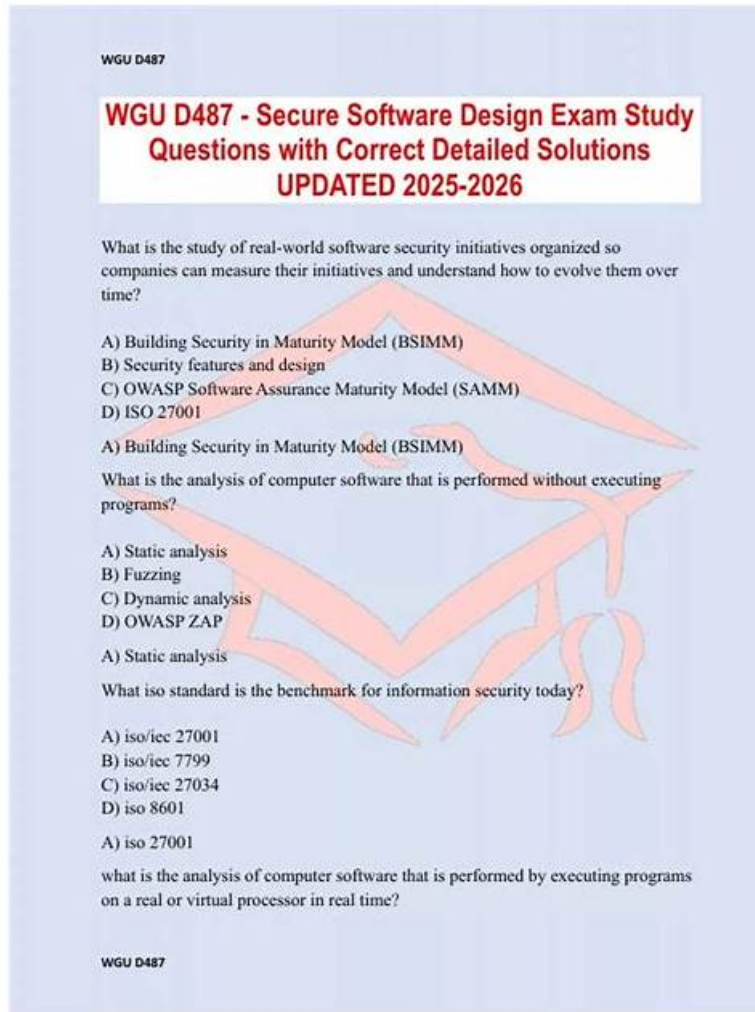 WGU D487
WGU D487 - Secure Software Design Exam Study
Questions with Correct Detailed Solutions
UPDATED 2025-2026
What is the study of real-world software security initiatives organized so
companies can measure their initiatives and understand how to evolve them over
time?
A) Building Security in Maturity Model (BSIMM)
B) Security features and design
C) OWASP Software Assurance Maturity Model (SAMM)
D) ISO 27001
A) Building Security in Maturity Model (BSIMM)
What is the analysis of computer software that is performed without executing
programs?
A) Static analysis
B) Fuzzing
C) Dynamic analysis
D) OWASP ZAP
A) Static analysis
What iso standard is the benchmark for information security today?
A) iso/iec 27001
B) iso/iec 7799
C) iso/iec 27034
D) iso 8601
A) iso 27001
what is the analysis of computer software that is performed by executing programs
on a real or virtual processor in real time?
WGU D487